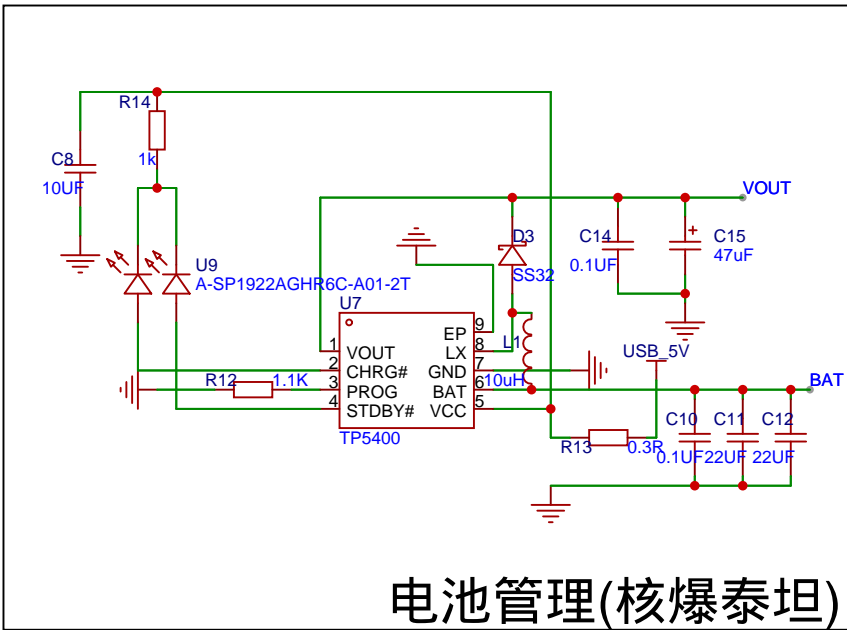 R14
1k
C8
10UF
VOUT
U9
A-SP1922AGHR6C-A01-2T
D3
SS32
C14
0.1UF
+
C15
47uF
U7
1
VOUT
2
CHRG#
3
PROG
4
STDBY#
EP
9
LX
8
GND
7
BAT
6
VCC
5
TP5400
L1
10uH
R12
1.1K
USB_5V
BAT
R13
0.3R
C10
0.1UF
C11
22UF
C12
22UF
电池管理(核爆泰坦)